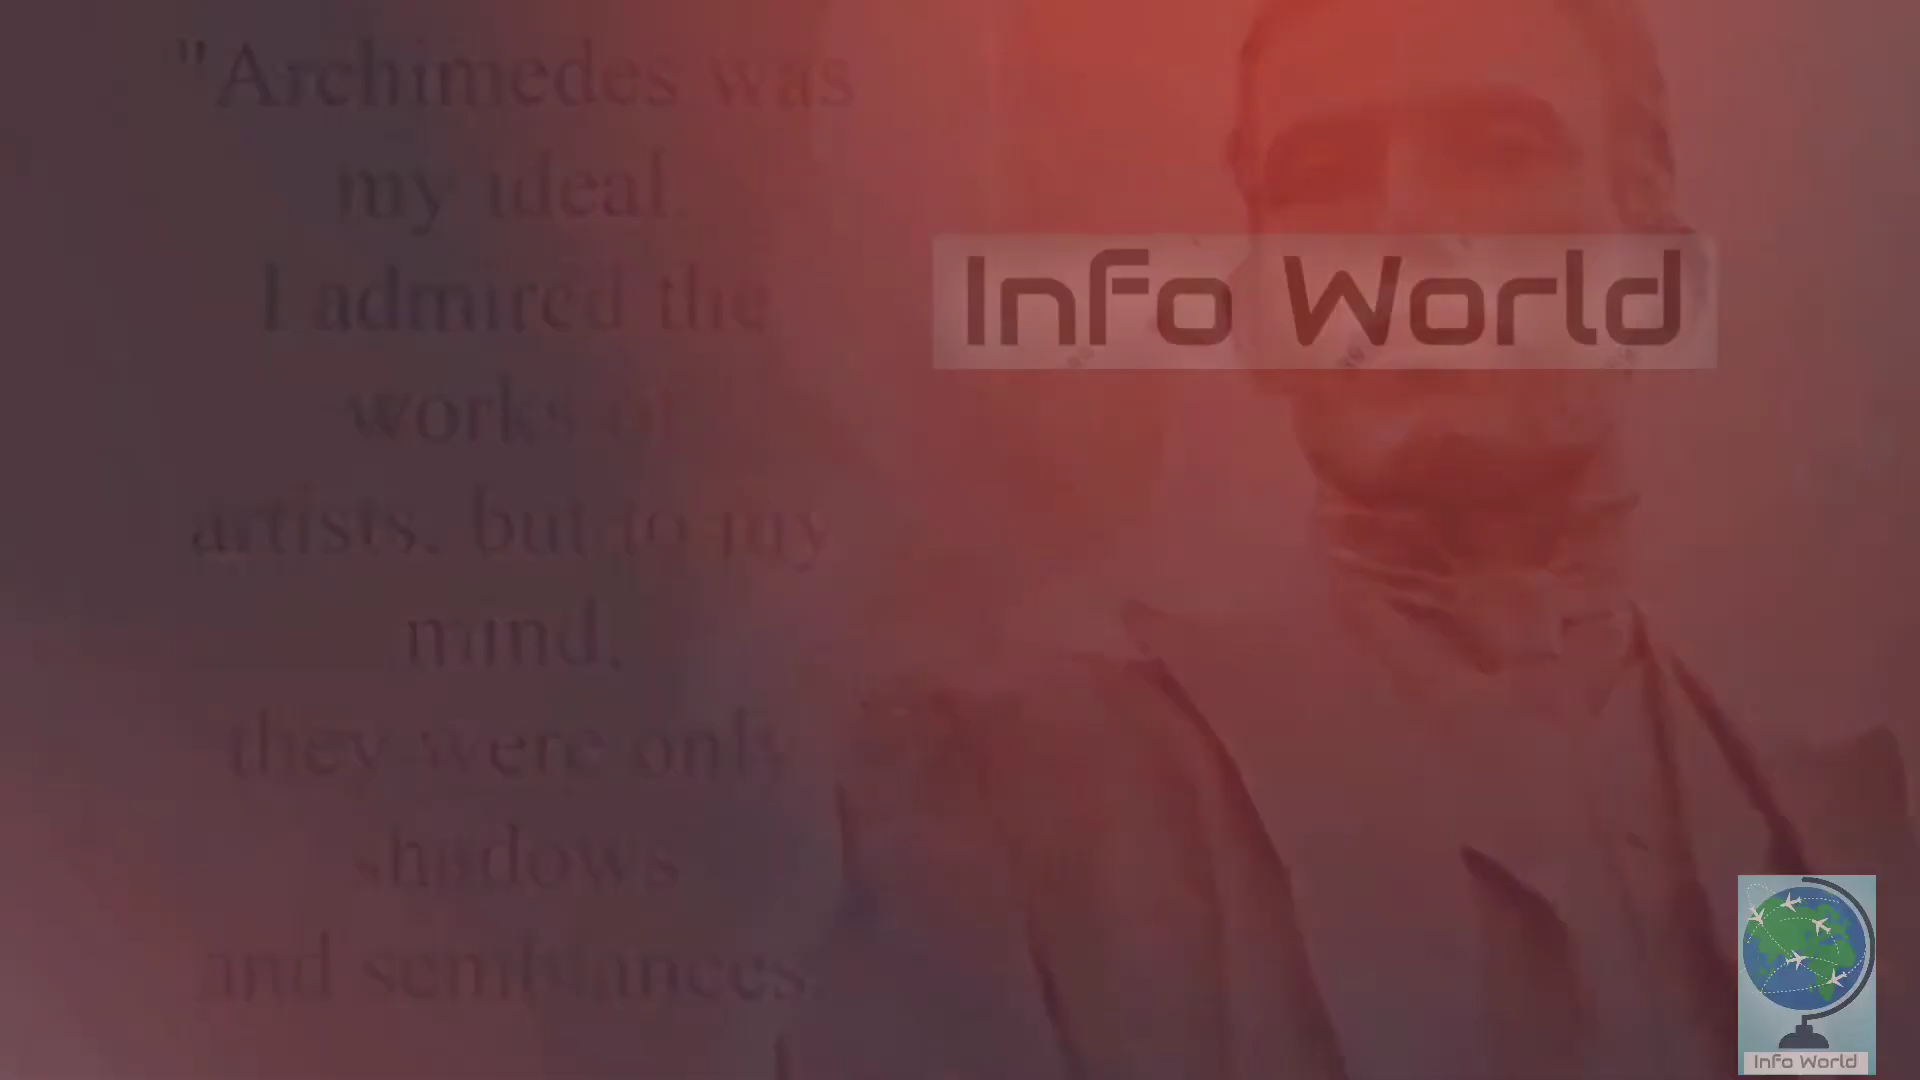 "Archimedes was
my ideal.
I admired the
works of
artists, but to my
mind,
they were only
shadows
and semblances.
Info World
Info World